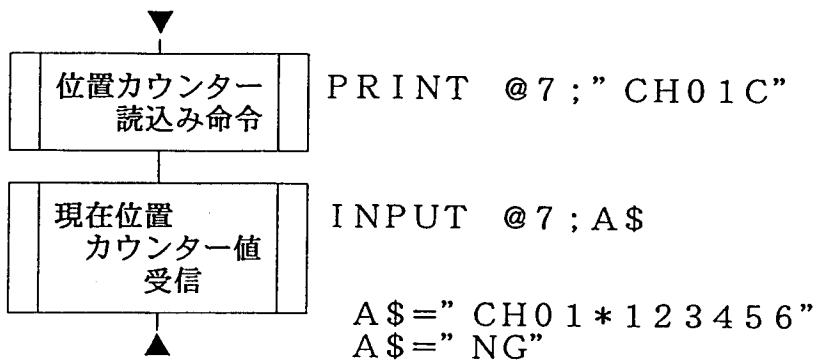 位置カウンター
読込み命令
PRINT @7;"CH01C"
現在位置
カウンター値
受信
INPUT @7;A$
A$="CH01*123456"
A$="NG"